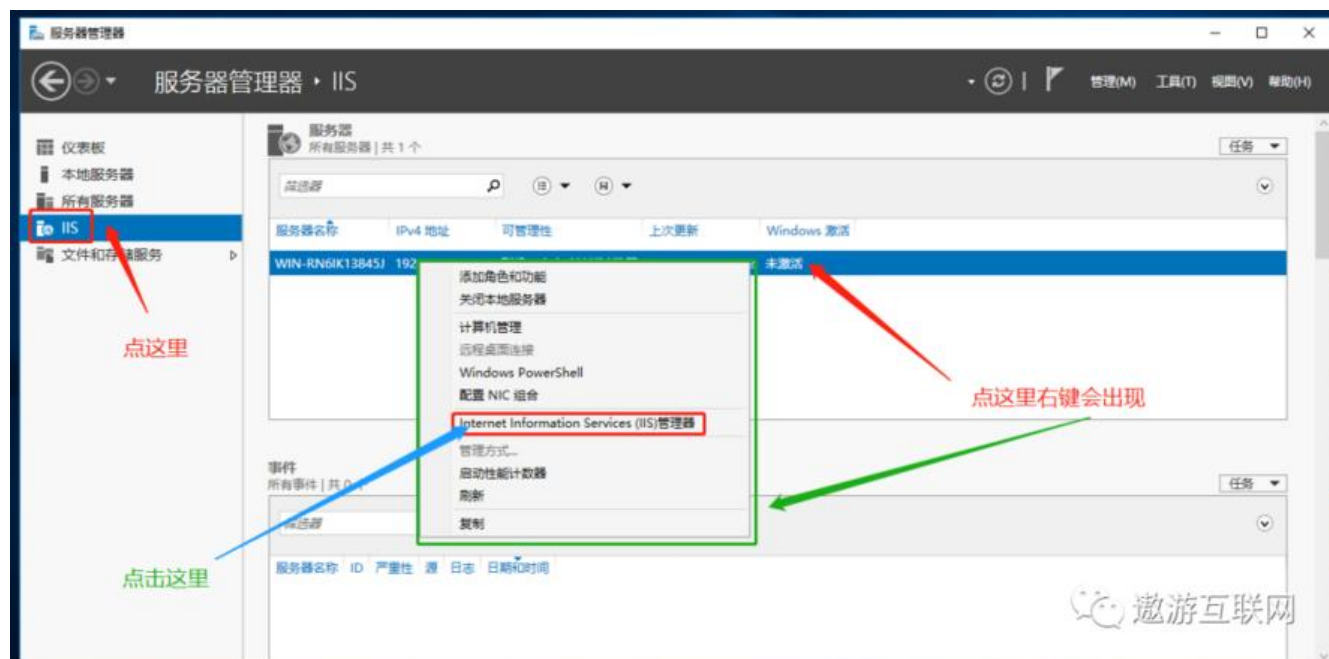 服务器管理器
服务器管理器 · IIS
管理(M) 工具(T) 视图(V) 帮助(H)
仪表板
本地服务器
所有服务器
IIS
文件和存储服务
点这里
服务器
所有服务器 | 共 1 个
任务
筛选器
服务器名称 IPv4 地址 可管理性 上次更新 Windows 激活
WIN-RN6IK13845J 192 未激活
添加角色和功能
关闭本地服务器
计算机管理
远程桌面连接
Windows PowerShell
配置 NIC 组合
Internet Information Services (IIS)管理器
管理方式...
启动性能计数器
刷新
复制
点这里右键会出现
事件
所有事件 | 共 0 个
任务
筛选器
服务器名称 ID 严重性 源 日志 日期和时间
点击这里
遨游互联网